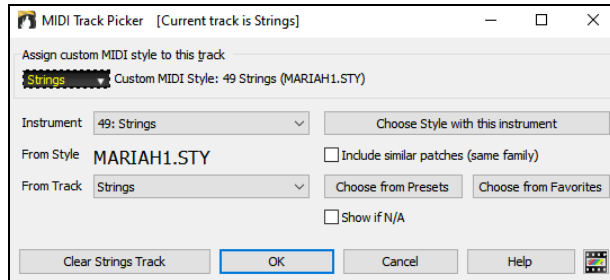 MIDI Track Picker [Current track is Strings]
Assign custom MIDI style to this track
Strings Custom MIDI Style: 49 Strings (MARIAH1.STY)
Instrument 49: Strings Choose Style with this instrument
From Style MARIAH1.STY Include similar patches (same family)
From Track Strings Choose from Presets Choose from Favorites
Show if N/A
Clear Strings Track OK Cancel Help